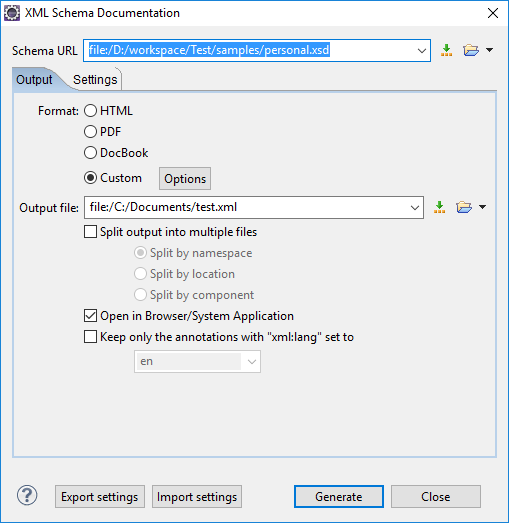 XML Schema Documentation
Schema URL file:/D:/workspace/Test/samples/personal.xsd
Output Settings
Format: HTML
PDF
DocBook
Custom Options
Output file: file:/C:/Documents/test.xml
Split output into multiple files
Split by namespace
Split by location
Split by component
Open in Browser/System Application
Keep only the annotations with "xml:lang" set to
en
? Export settings Import settings Generate Close